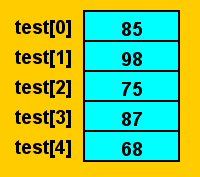 test[0] 85
test[1] 98
test[2] 75
test[3] 87
test[4] 68